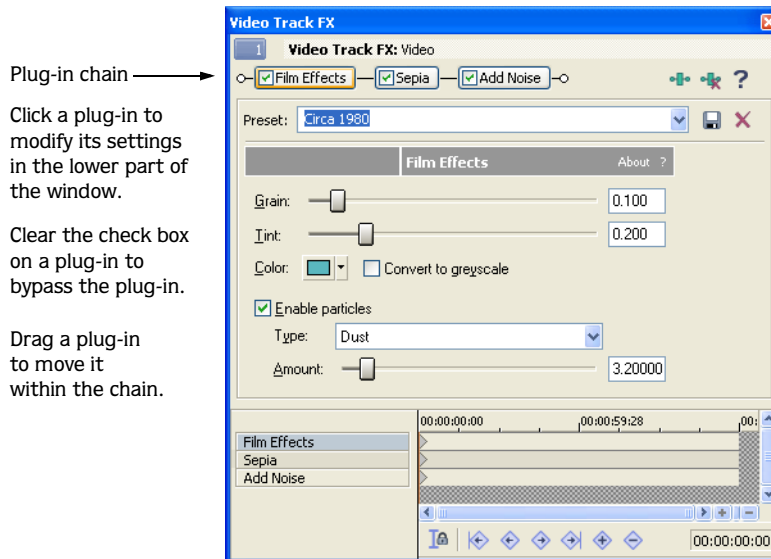 Video Track FX
1 Video Track FX: Video
Plug-in chain
Film Effects Sepia Add Noise ?
Click a plug-in to
modify its settings
in the lower part of
the window.
Clear the check box
on a plug-in to
bypass the plug-in.
Drag a plug-in
to move it
within the chain.
Preset: Circa 1980
Film Effects About ?
Grain: 0.100
Tint: 0.200
Color: Convert to greyscale
Enable particles
Type: Dust
Amount: 3.20000
00:00:00:00 00:00:59:28 00:
Film Effects
Sepia
Add Noise
00:00:00:00